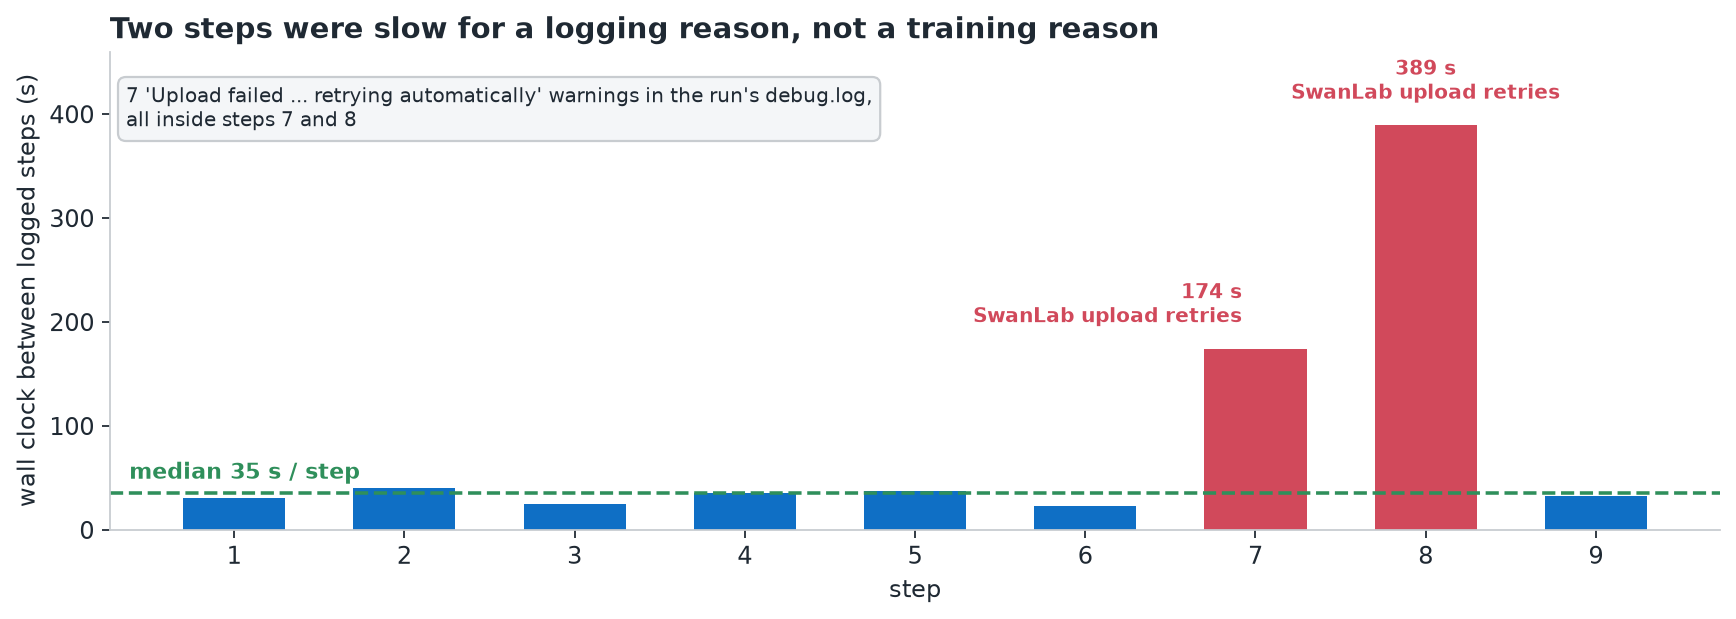 Two steps were slow for a logging reason, not a training reason
7 'Upload failed ... retrying automatically' warnings in the run's debug.log,
all inside steps 7 and 8
389 s
SwanLab upload retries
174 s
SwanLab upload retries
median 35 s / step
wall clock between logged steps (s)
400
300
200
100
0
1 2 3 4 5 6 7 8 9
step